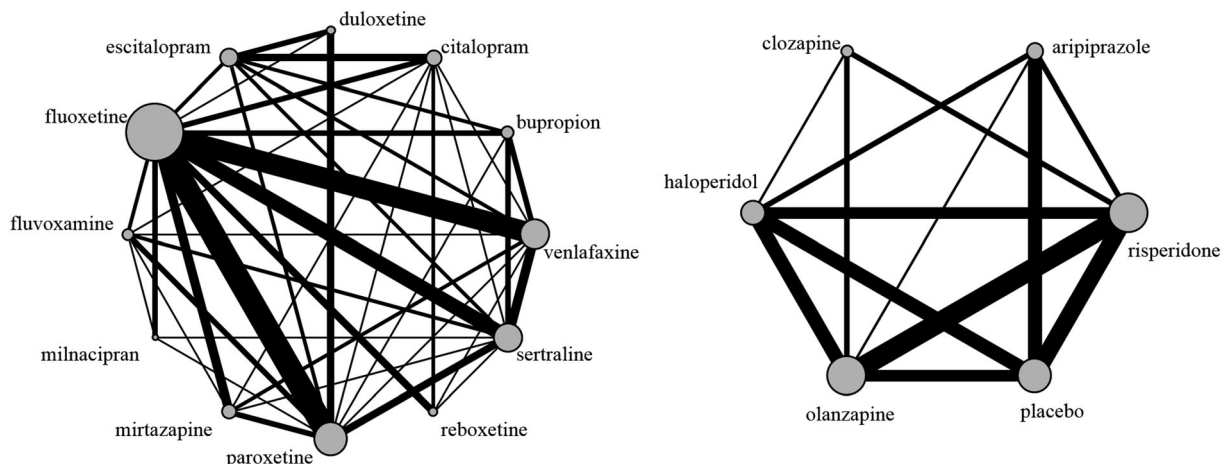 duloxetine
escitalopram
citalopram
fluoxetine
bupropion
fluvoxamine
venlafaxine
milnacipran
sertraline
mirtazapine
reboxetine
paroxetine
clozapine
aripiprazole
haloperidol
risperidone
olanzapine
placebo